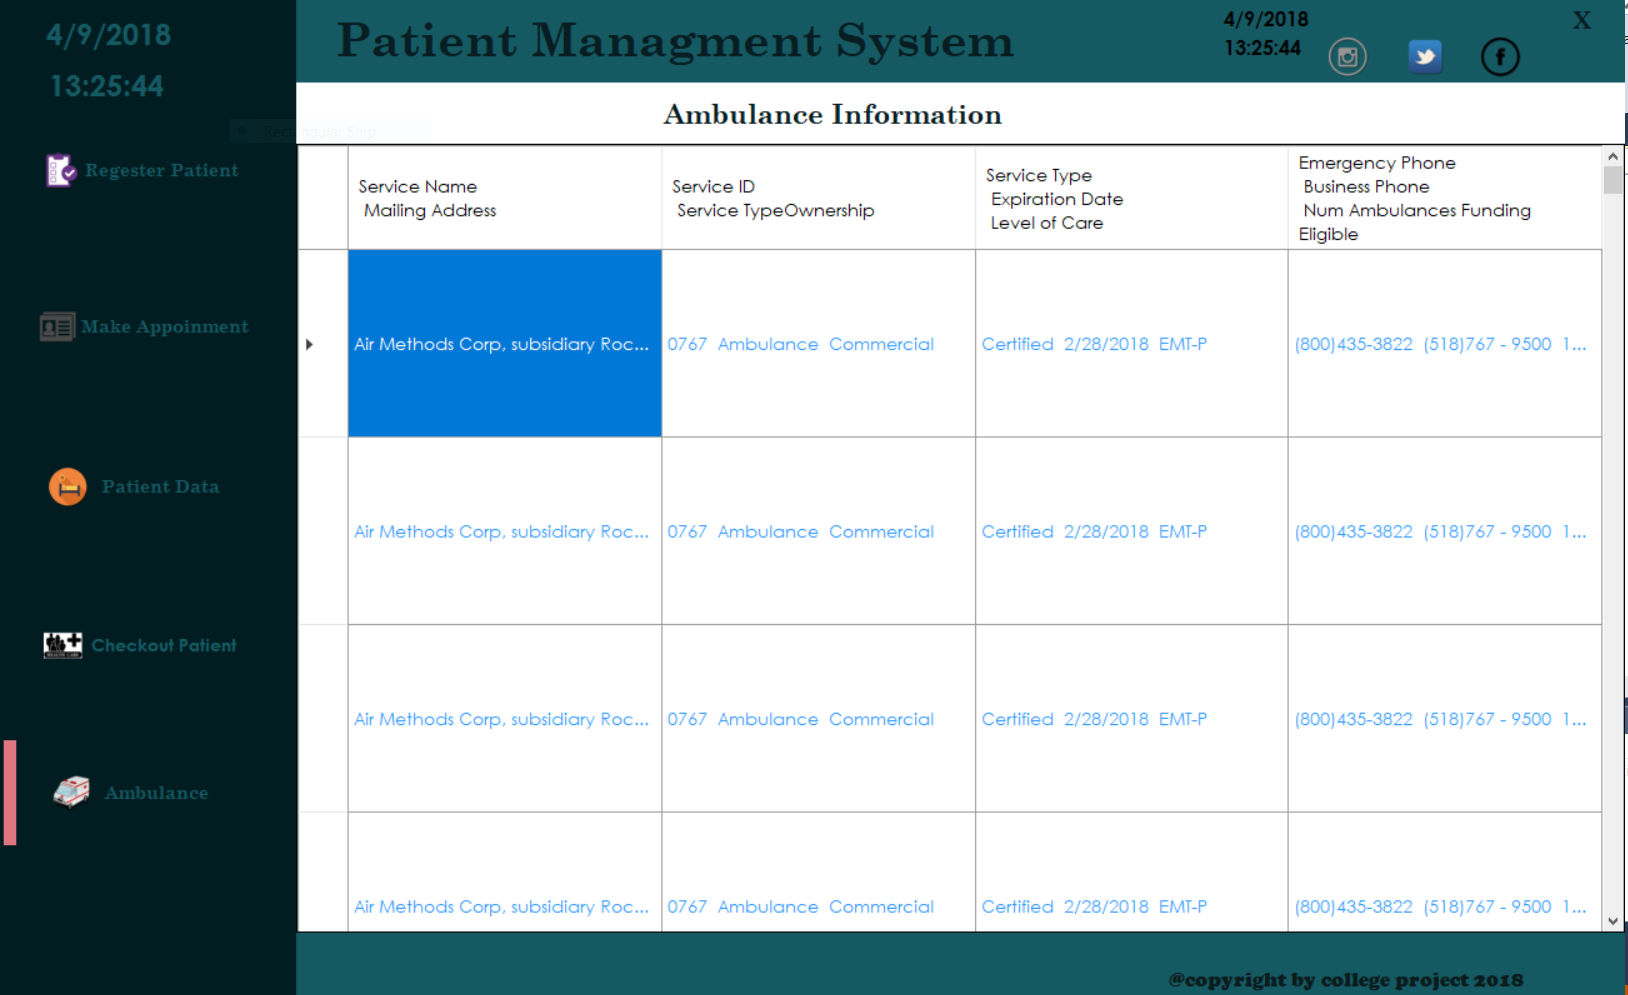 4/9/2018
13:25:44
Patient Managment System
4/9/2018
13:25:44
X
Regester Patient
Make Appoinment
Patient Data
Checkout Patient
Ambulance
Ambulance Information
Service Name
Mailing Address
Service ID
Service TypeOwnership
Service Type
Expiration Date
Level of Care
Emergency Phone
Business Phone
Num Ambulances Funding
Eligible
Air Methods Corp, subsidiary Roc... 0767 Ambulance Commercial Certified 2/28/2018 EMT-P (800)435-3822 (518)767 - 9500 1...
Air Methods Corp, subsidiary Roc... 0767 Ambulance Commercial Certified 2/28/2018 EMT-P (800)435-3822 (518)767 - 9500 1...
Air Methods Corp, subsidiary Roc... 0767 Ambulance Commercial Certified 2/28/2018 EMT-P (800)435-3822 (518)767 - 9500 1...
Air Methods Corp, subsidiary Roc... 0767 Ambulance Commercial Certified 2/28/2018 EMT-P (800)435-3822 (518)767 - 9500 1...
@copyright by college project 2018